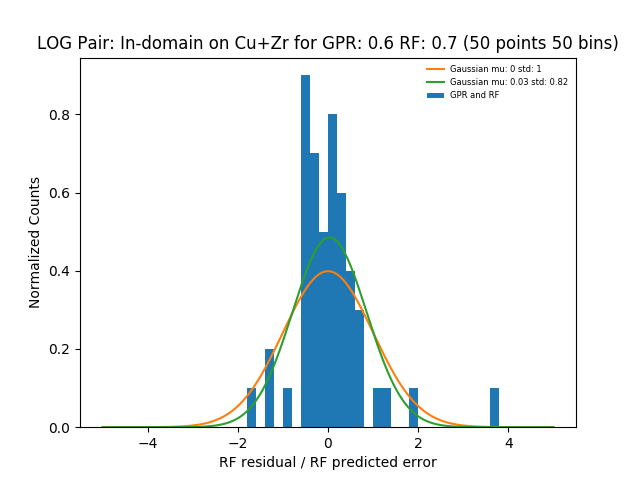 LOG Pair: In-domain on Cu+Zr for GPR: 0.6 RF: 0.7 (50 points 50 bins)
Gaussian mu: 0 std: 1
Gaussian mu: 0.03 std: 0.82
GPR and RF
Normalized Counts
0.8
0.6
0.4
0.2
0.0
−4
−2
0
2
4
RF residual / RF predicted error